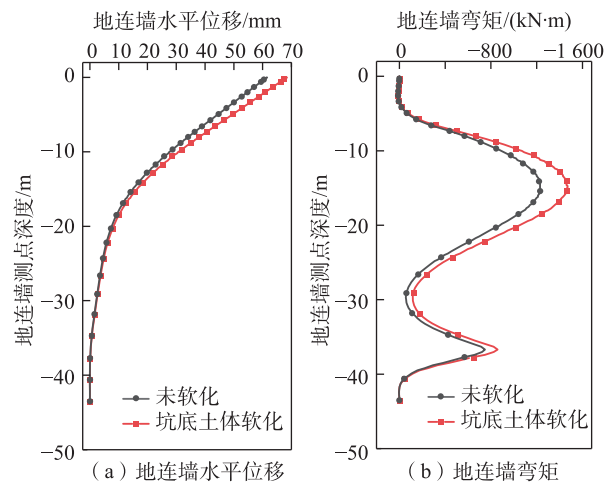 地连墙水平位移/mm
0 10 20 30 40 50 60 70
0
−10
−20
−30
−40
−50
地连墙测点深度/m
未软化
坑底土体软化
（a）地连墙水平位移
地连墙弯矩/(kN·m)
0 −800 −1 600
0
−10
−20
−30
−40
−50
地连墙测点深度/m
未软化
坑底土体软化
（b）地连墙弯矩